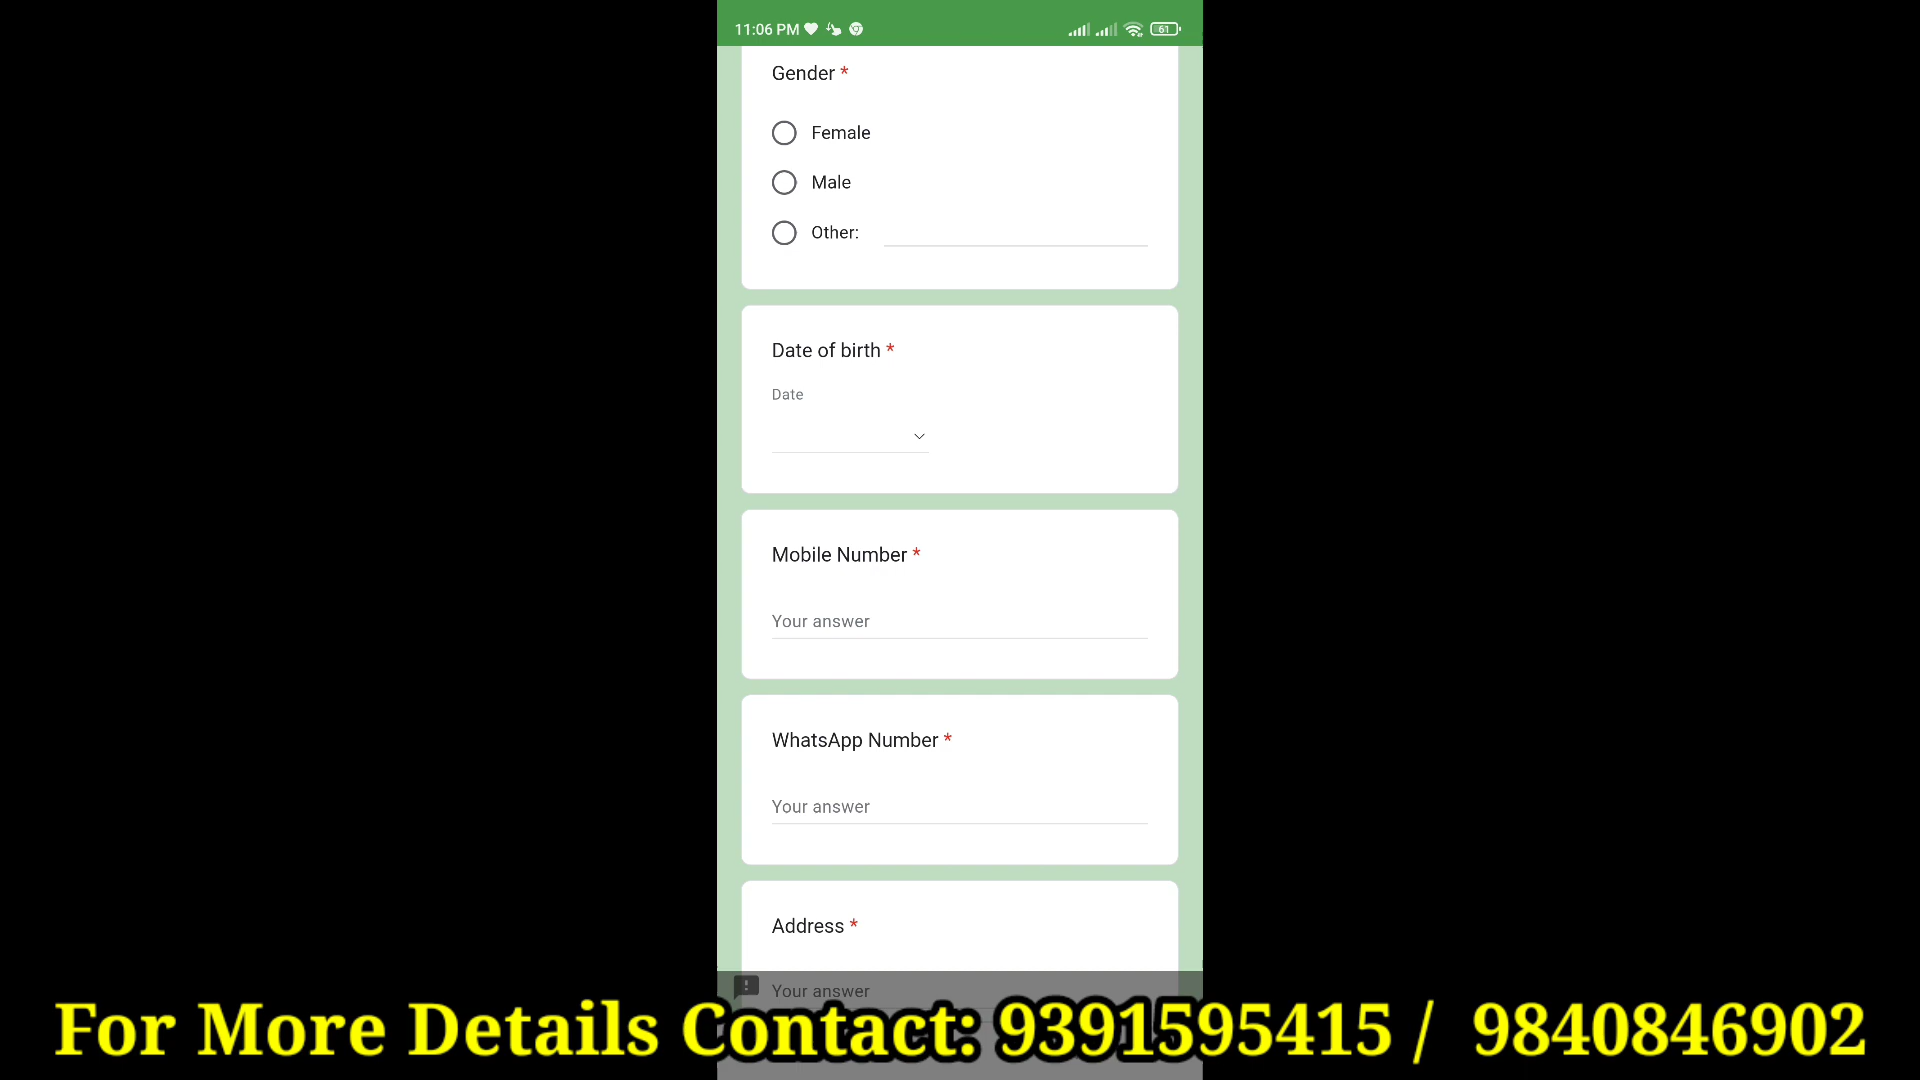 11:06 PM
61
Gender *
Female
Male
Other:
Date of birth *
Date
Mobile Number *
Your answer
WhatsApp Number *
Your answer
Address *
Your answer
For More Details Contact: 9391595415 / 9840846902